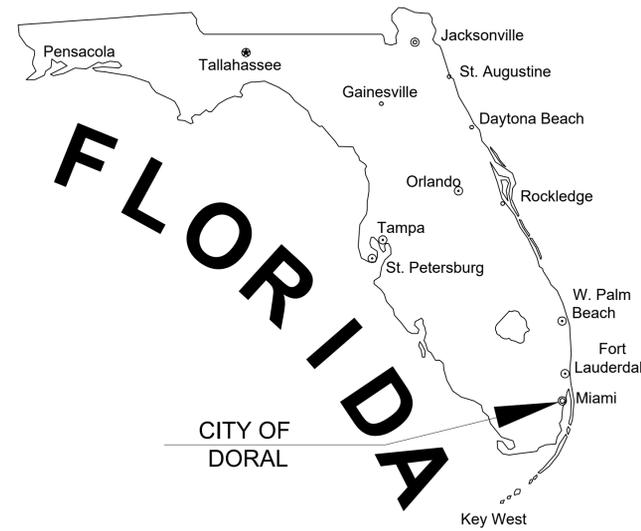 Jacksonville
Pensacola
Tallahassee
St. Augustine
Gainesville
Daytona Beach
FLORIDA
Orlando
Rockledge
Tampa
St. Petersburg
W. Palm
Beach
Fort
Lauderdal
Miami
CITY OF
DORAL
Key West